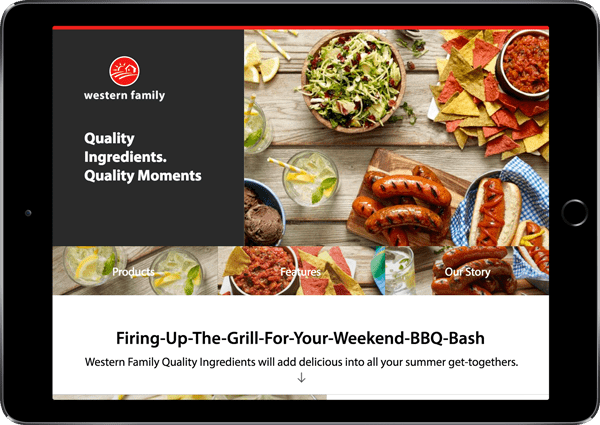 western family
Quality
Ingredients.
Quality Moments
Products
Features
Our Story
Firing-Up-The-Grill-For-Your-Weekend-BBQ-Bash
Western Family Quality Ingredients will add delicious into all your summer get-togethers.